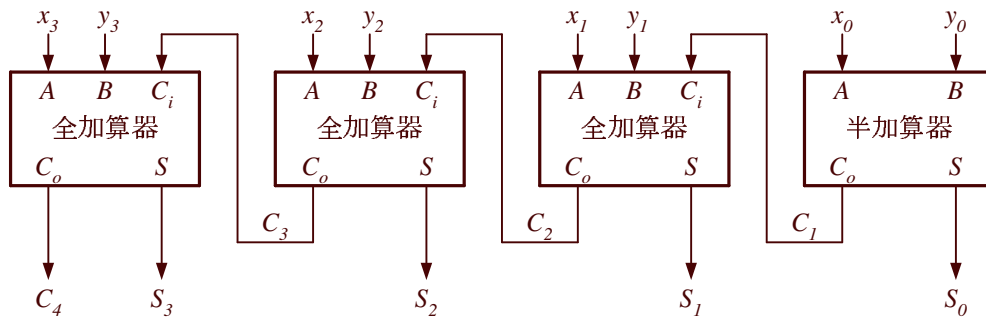 x3 y3 x2 y2 x1 y1 x0 y0
A B Ci A B Ci A B Ci A B
全加算器 全加算器 全加算器 半加算器
Co S Co S Co S Co S
C3 C2 C1
C4 S3 S2 S1 S0